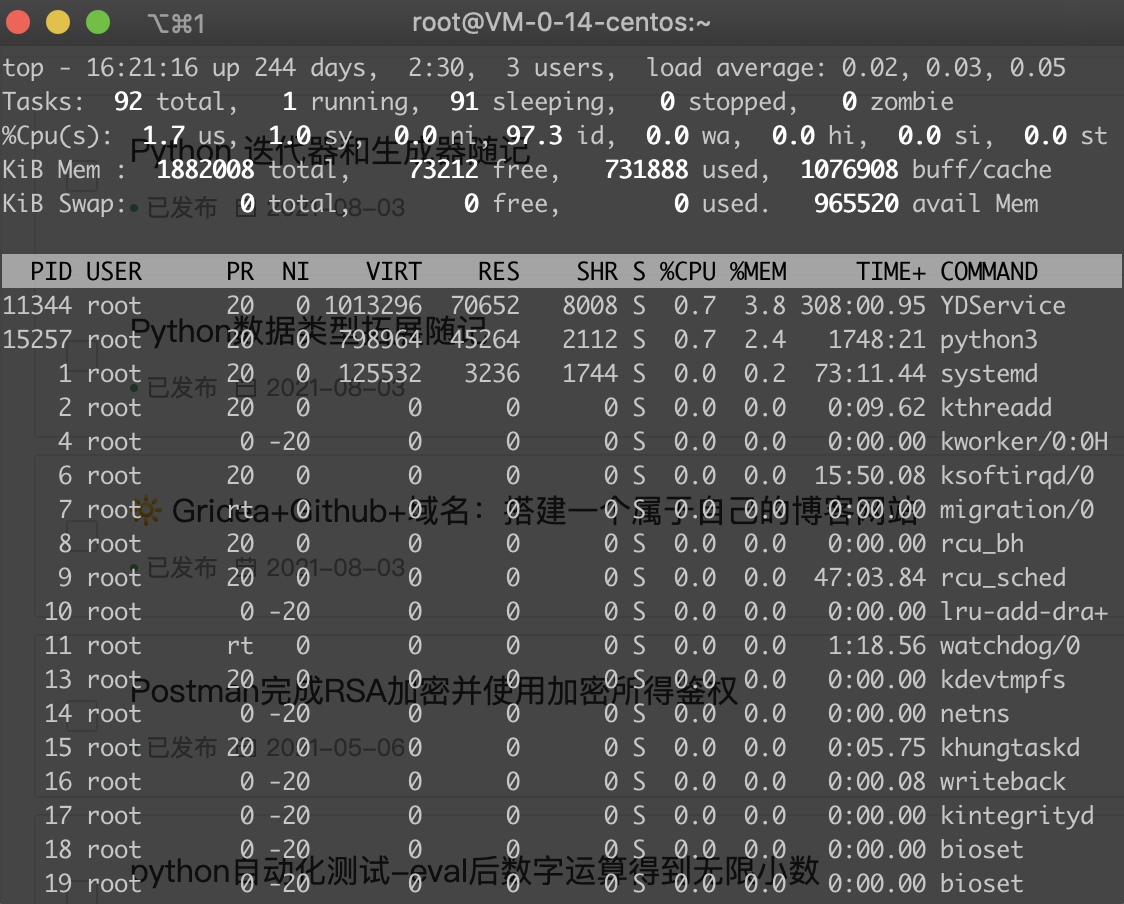 ⌥⌘1 root@VM-0-14-centos:~
top - 16:21:16 up 244 days,  2:30,  3 users,  load average: 0.02, 0.03, 0.05
Tasks:  92 total,   1 running,  91 sleeping,   0 stopped,   0 zombie
%Cpu(s):  1.7 us,  1.0 sy,  0.0 ni, 97.3 id,  0.0 wa,  0.0 hi,  0.0 si,  0.0 st
Python 迭代器和生成器随记
KiB Mem :  1882008 total,    73212 free,   731888 used,  1076908 buff/cache
KiB Swap:        0 total,        0 free,        0 used.   965520 avail Mem
已发布 2021-08-03
PID USER      PR  NI    VIRT    RES    SHR S %CPU %MEM     TIME+ COMMAND
11344 root      20   0 1013296  70652   8008 S  0.7  3.8 308:00.95 YDService
Python数据类型拓展随记
15257 root      20   0  798964  45264   2112 S  0.7  2.4   1748:21 python3
1 root      20   0  125532   3236   1744 S  0.0  0.2  73:11.44 systemd
已发布 2021-08-03
2 root      20   0       0      0      0 S  0.0  0.0   0:09.62 kthreadd
4 root       0 -20       0      0      0 S  0.0  0.0   0:00.00 kworker/0:0H
6 root      20   0       0      0      0 S  0.0  0.0  15:50.08 ksoftirqd/0
7 root      rt   0       0      0      0 S  0.0  0.0   0:00.00 migration/0
Gridea+Github+域名：搭建一个属于自己的博客网站
8 root      20   0       0      0      0 S  0.0  0.0   0:00.00 rcu_bh
已发布 2021-08-03
9 root      20   0       0      0      0 S  0.0  0.0  47:03.84 rcu_sched
10 root       0 -20       0      0      0 S  0.0  0.0   0:00.00 lru-add-dra+
11 root      rt   0       0      0      0 S  0.0  0.0   1:18.56 watchdog/0
13 root      20   0       0      0      0 S  0.0  0.0   0:00.00 kdevtmpfs
Postman完成RSA加密并使用加密所得鉴权
14 root       0 -20       0      0      0 S  0.0  0.0   0:00.00 netns
15 root      20   0       0      0      0 S  0.0  0.0   0:05.75 khungtaskd
已发布 2021-05-06
16 root       0 -20       0      0      0 S  0.0  0.0   0:00.08 writeback
17 root       0 -20       0      0      0 S  0.0  0.0   0:00.00 kintegrityd
18 root       0 -20       0      0      0 S  0.0  0.0   0:00.00 bioset
python自动化测试-eval后数字运算得到无限小数
19 root       0 -20       0      0      0 S  0.0  0.0   0:00.00 bioset